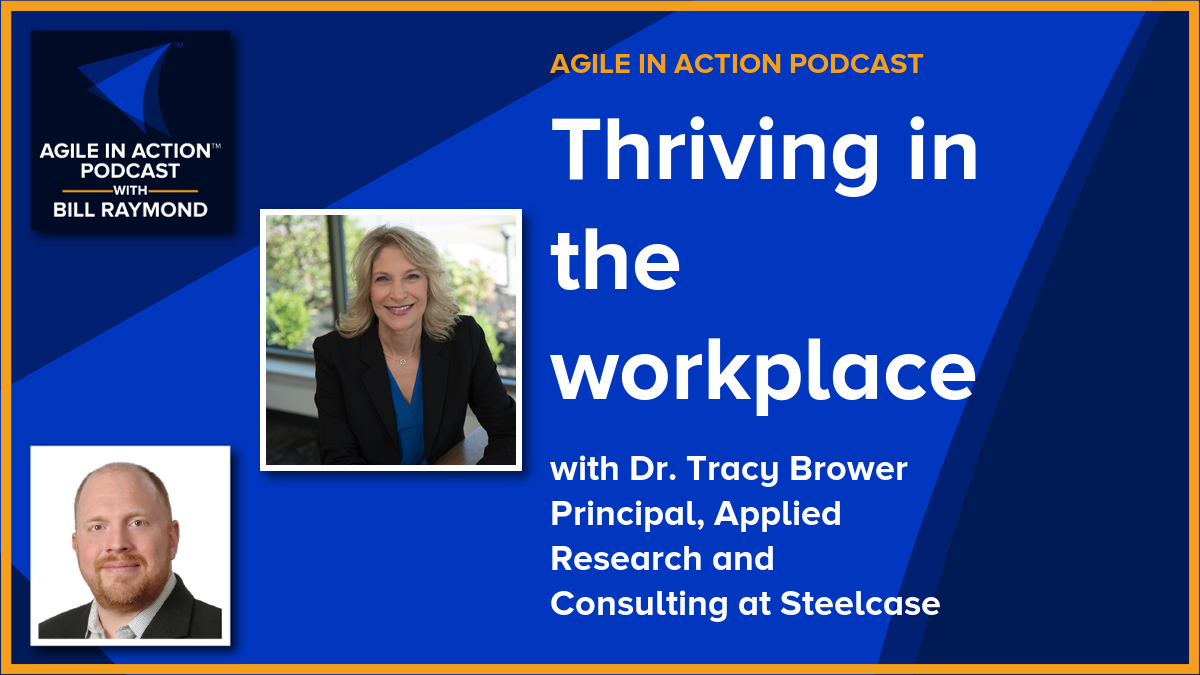 ™
AGILE IN ACTION™
PODCAST
WITH
BILL RAYMOND
AGILE IN ACTION PODCAST
Thriving in
the
workplace
with Dr. Tracy Brower
Principal, Applied
Research and
Consulting at Steelcase